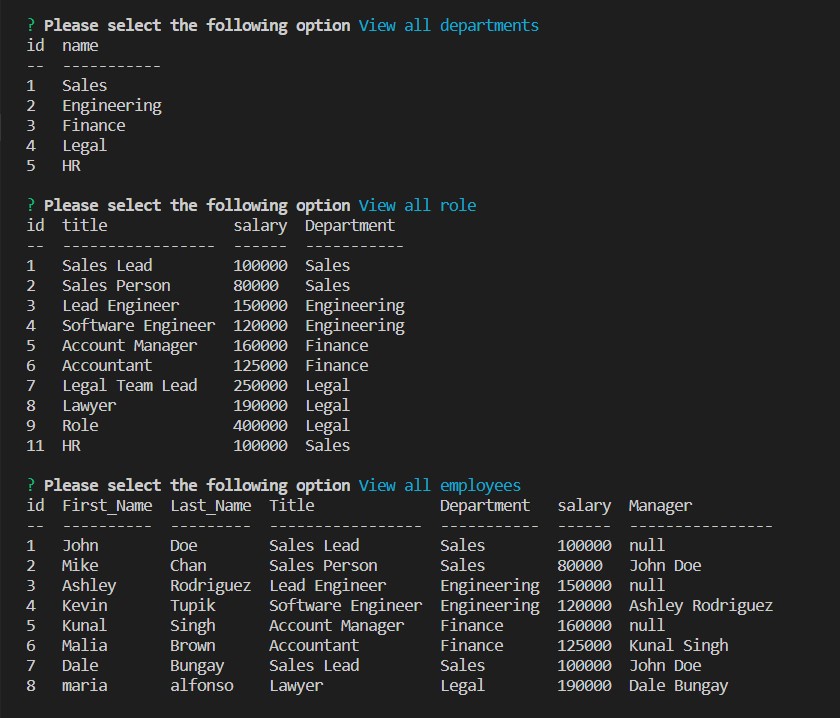 ? Please select the following option View all departments
id  name
--  -----------
1   Sales
2   Engineering
3   Finance
4   Legal
5   HR

? Please select the following option View all role
id  title              salary  Department
--  -----------------  ------  -----------
1   Sales Lead         100000  Sales
2   Sales Person       80000   Sales
3   Lead Engineer      150000  Engineering
4   Software Engineer  120000  Engineering
5   Account Manager    160000  Finance
6   Accountant         125000  Finance
7   Legal Team Lead    250000  Legal
8   Lawyer             190000  Legal
9   Role               400000  Legal
11  HR                 100000  Sales

? Please select the following option View all employees
id  First_Name  Last_Name  Title              Department   salary  Manager
--  ----------  ---------  -----------------  -----------  ------  ----------------
1   John        Doe        Sales Lead         Sales        100000  null
2   Mike        Chan       Sales Person       Sales        80000   John Doe
3   Ashley      Rodriguez  Lead Engineer      Engineering  150000  null
4   Kevin       Tupik      Software Engineer  Engineering  120000  Ashley Rodriguez
5   Kunal       Singh      Account Manager    Finance      160000  null
6   Malia       Brown      Accountant         Finance      125000  Kunal Singh
7   Dale        Bungay     Sales Lead         Sales        100000  John Doe
8   maria       alfonso    Lawyer             Legal        190000  Dale Bungay